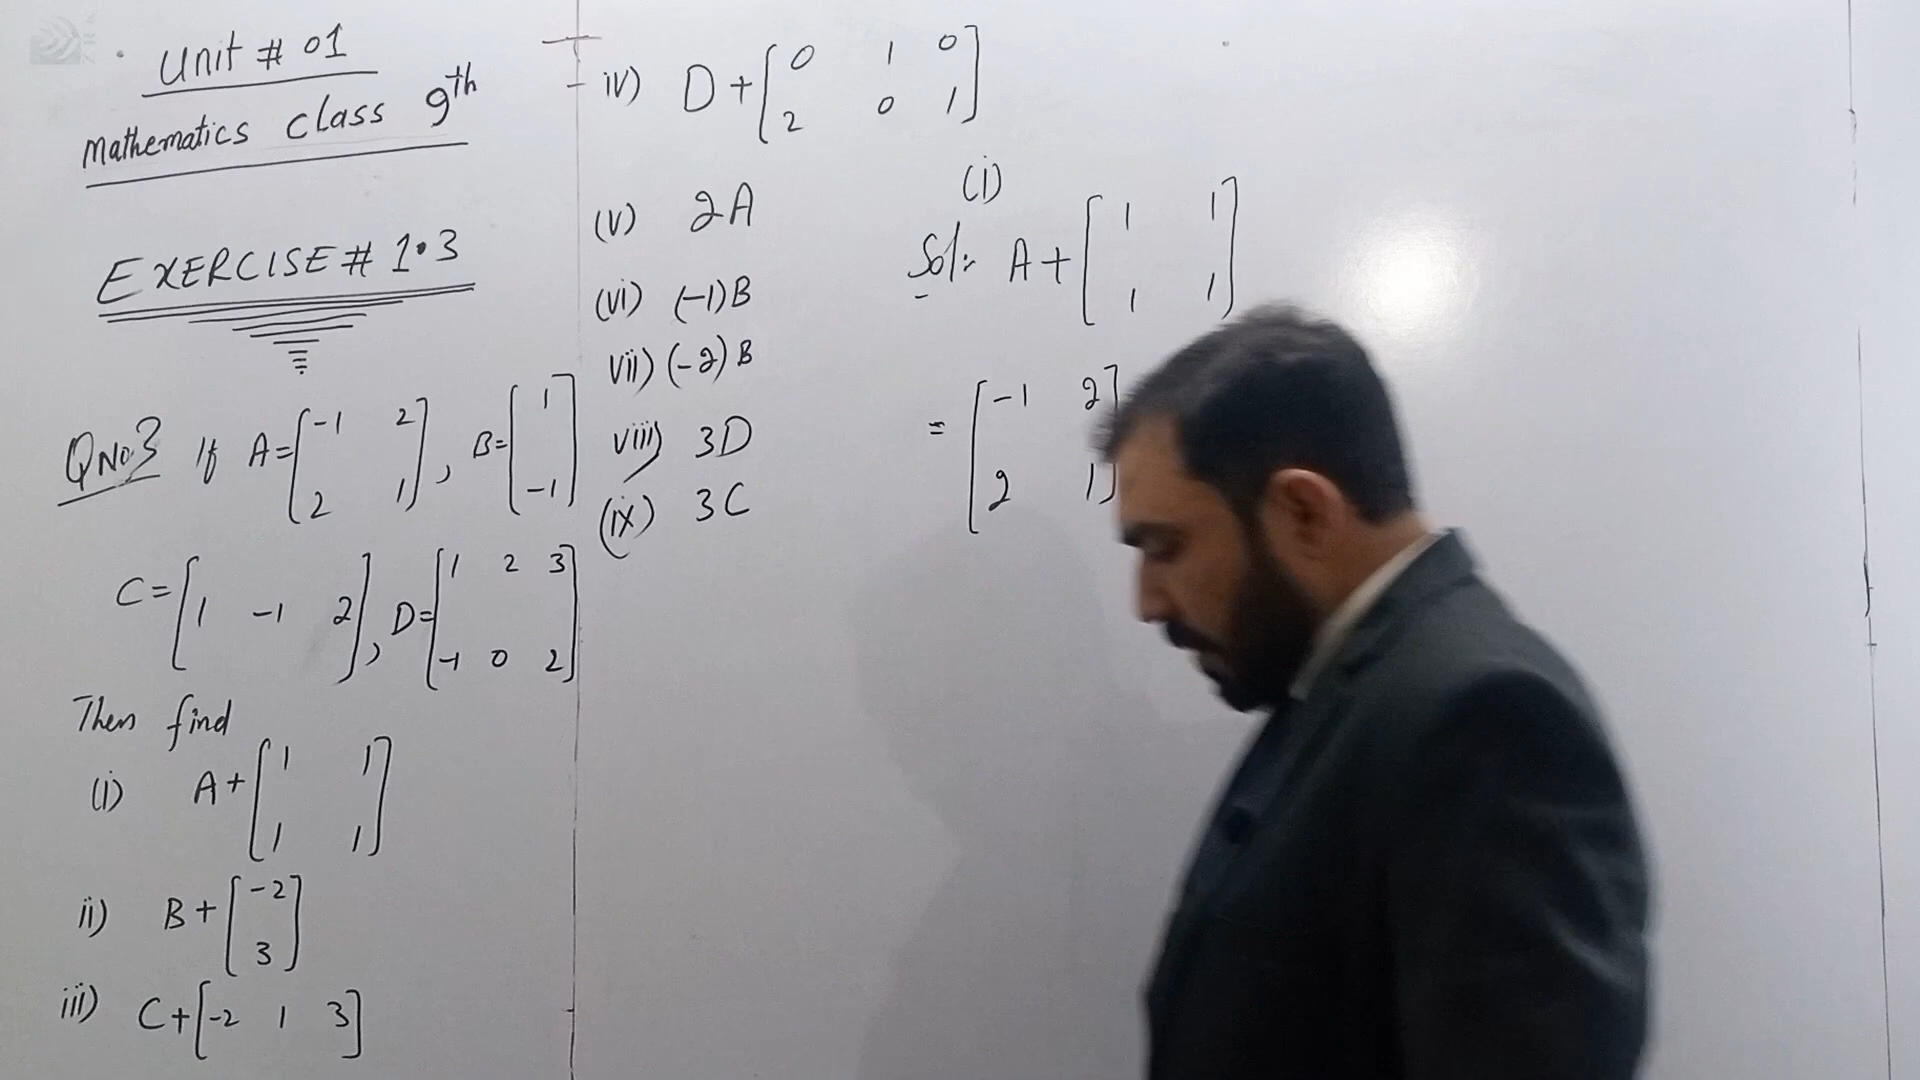 Unit # 01
Mathematics class 9th
EXERCISE # 1.3
QNo3 If A=[-1 2
2 1], B=[1
-1]
C=[1 -1 2], D=[1 2 3
-1 0 2]
Then find
(i) A+[1 1
1 1]
ii) B+[-2
3]
iii) C+[-2 1 3]
iv) D+[0 1 0
2 0 1]
(v) 2A
(vi) (-1)B
vii) (-2)B
viii) 3D
(ix) 3C
(i)
Sol: A+[1 1
1 1]
= [-1 2
2 1]